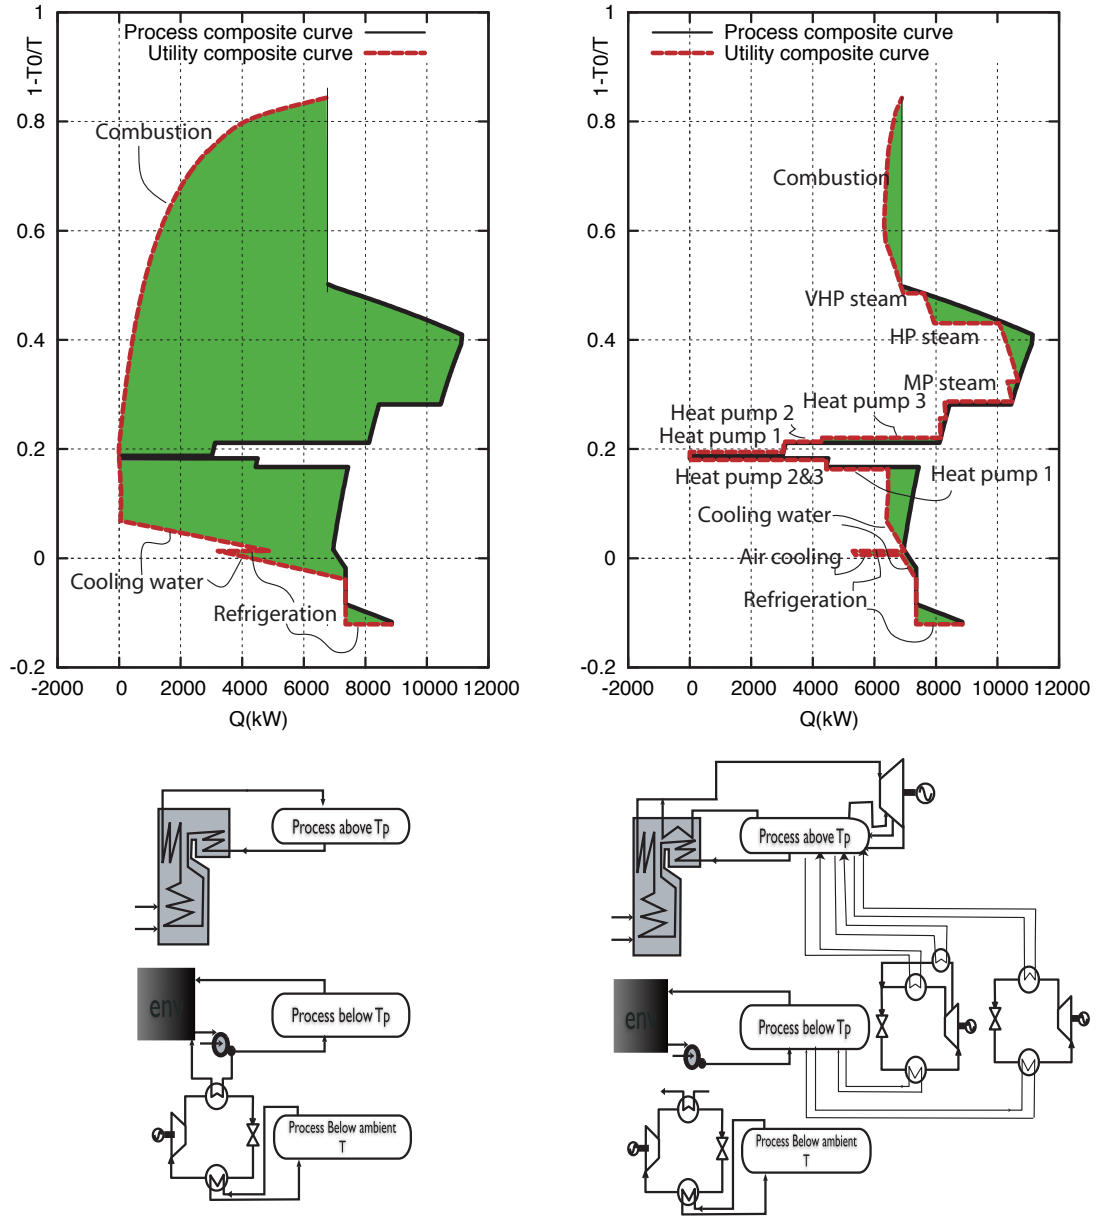 1
Process composite curve
Utility composite curve
1-T0/T
0.8
Combustion
0.6
0.4
0.2
0
Cooling water
Refrigeration
-0.2
-2000 0 2000 4000 6000 8000 10000 12000
Q(kW)
1
Process composite curve
Utility composite curve
1-T0/T
0.8
Combustion
0.6
VHP steam
0.4
HP steam
MP steam
Heat pump 3
Heat pump 2
Heat pump 1
0.2
Heat pump 2&3
Heat pump 1
Cooling water
0
Air cooling
Refrigeration
-0.2
-2000 0 2000 4000 6000 8000 10000 12000
Q(kW)
Process above Tp
env
Process below Tp
Process Below ambient
T
Process above Tp
env
Process below Tp
Process Below ambient
T